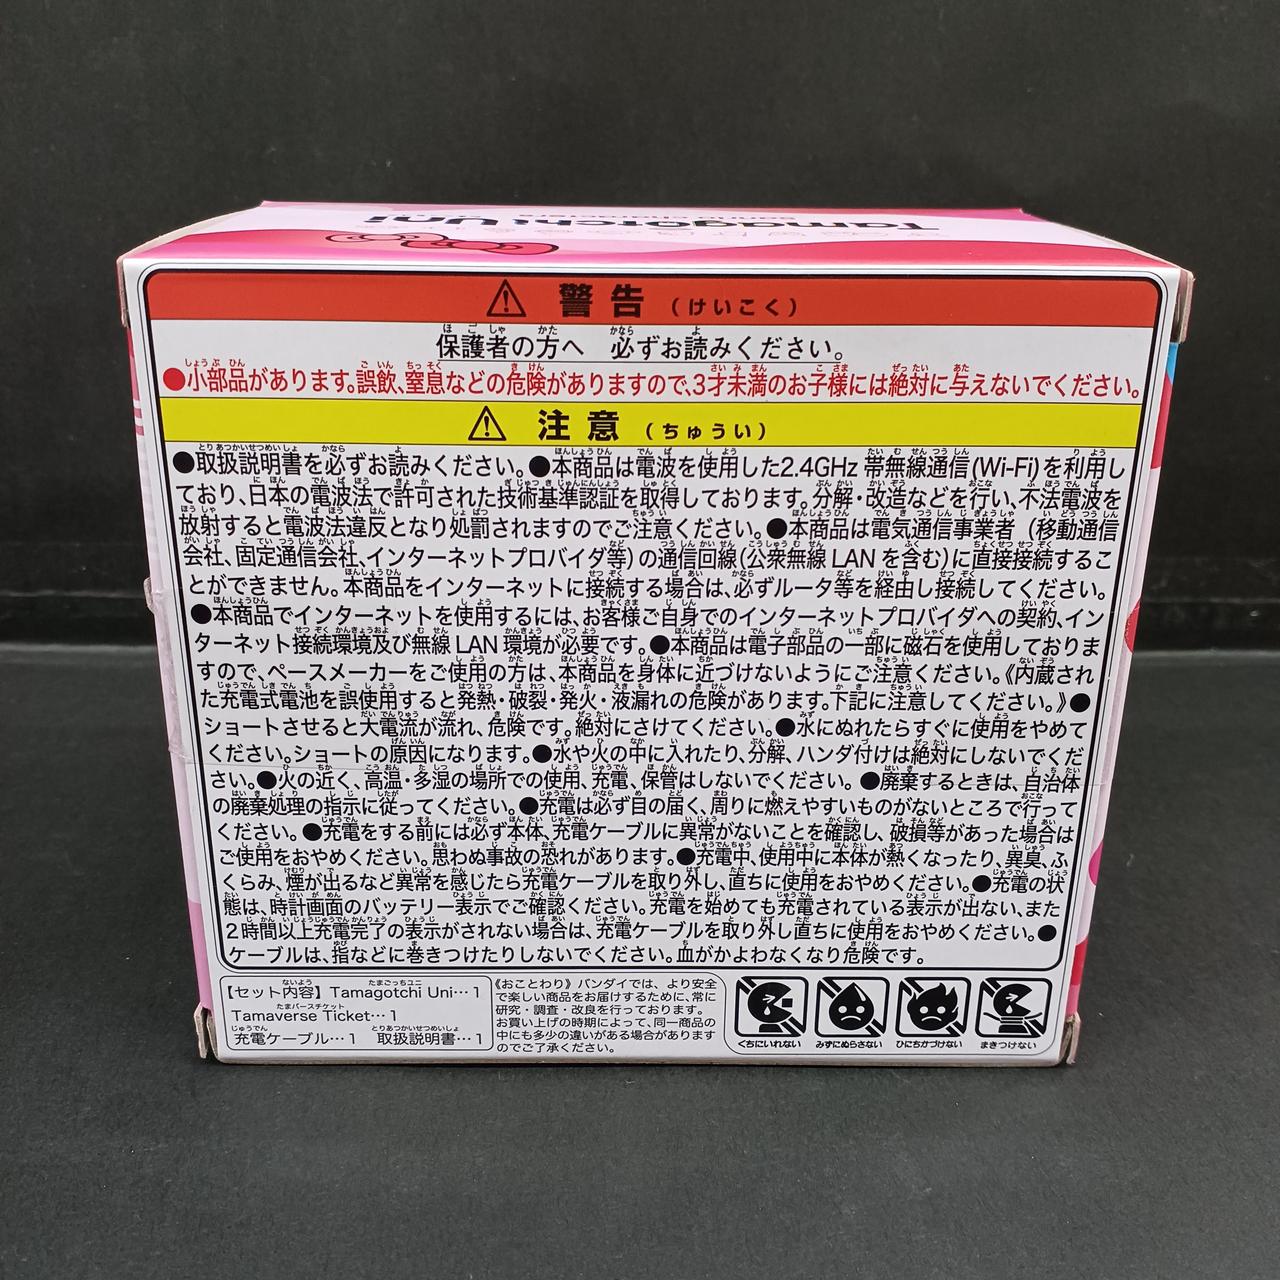 Tamagotchi Uni
sanrio characters
警告（けいこく）
保護者の方へ　必ずお読みください。
●小部品があります。誤飲、窒息などの危険がありますので、3才未満のお子様には絶対に与えないでください。
注意（ちゅうい）
●取扱説明書を必ずお読みください。●本商品は電波を使用した2.4GHz 帯無線通信(Wi-Fi)を利用し
ており、日本の電波法で許可された技術基準認証を取得しております。分解・改造などを行い、不法電波を
放射すると電波法違反となり処罰されますのでご注意ください。●本商品は電気通信事業者（移動通信
会社、固定通信会社、インターネットプロバイダ等）の通信回線(公衆無線 LAN を含む)に直接接続するこ
とができません。本商品をインターネットに接続する場合は、必ずルータ等を経由し接続してください。
●本商品でインターネットを使用するには、お客様ご自身でのインターネットプロバイダへの契約、イン
ターネット接続環境及び無線 LAN 環境が必要です。●本商品は電子部品の一部に磁石を使用しておりま
すので、ペースメーカーをご使用の方は、本商品を身体に近づけないようにご注意ください。《内蔵され
た充電式電池を誤使用すると発熱・破裂・発火・液漏れの危険があります。下記に注意してください。》●
ショートさせると大電流が流れ、危険です。絶対にさけてください。●水にぬれたらすぐに使用をやめて
ください。ショートの原因になります。●水や火の中に入れたり、分解、ハンダ付けは絶対にしないでくだ
さい。●火の近く、高温・多湿の場所での使用、充電、保管はしないでください。●廃棄するときは、自治体
の廃棄処理の指示に従ってください。●充電は必ず目の届く、周りに燃えやすいものがないところで行って
ください。●充電をする前には必ず本体、充電ケーブルに異常がないことを確認し、破損等があった場合は
ご使用をおやめください。思わぬ事故の恐れがあります。●充電中、使用中に本体が熱くなったり、異臭、ふ
くらみ、煙が出るなど異常を感じたら充電ケーブルを取り外し、直ちに使用をおやめください。●充電の状
態は、時計画面のバッテリー表示でご確認ください。充電を始めても充電されている表示が出ない、また
2時間以上充電完了の表示がされない場合は、充電ケーブルを取り外し直ちに使用をおやめください。●
ケーブルは、指などに巻きつけたりしないでください。血がかよわなくなり危険です。
【セット内容】Tamagotchi Uni…1
Tamaverse Ticket…1
充電ケーブル…1　取扱説明書…1
《おことわり》バンダイでは、より安全
で楽しい商品をお届けするために、常に
研究・調査・改良を行っております。
お買い上げの時期によって、同一商品の
中にも多少の違いがある場合があります
のでご了承ください。
くちにいれない　みずにぬらさない　ひにちかづけない　まきつけない